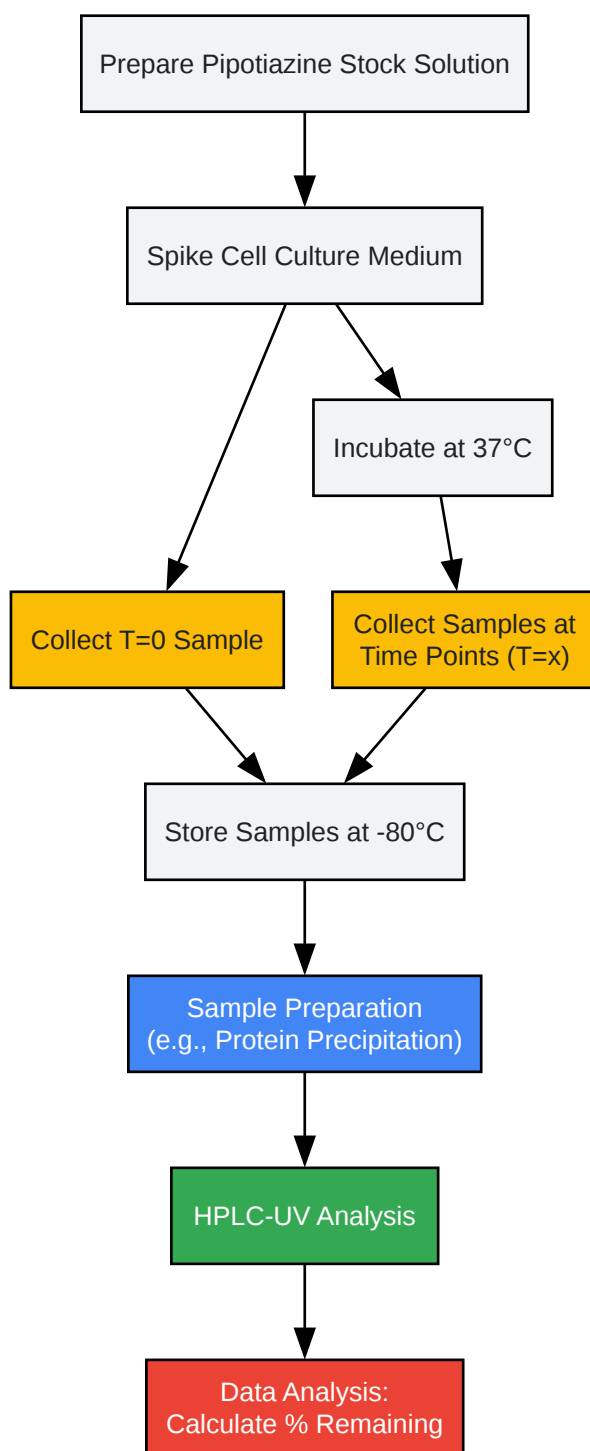 Prepare Pipotiazine Stock Solution
Spike Cell Culture Medium
Incubate at 37°C
Collect T=0 Sample
Collect Samples at
Time Points (T=x)
Store Samples at -80°C
Sample Preparation
(e.g., Protein Precipitation)
HPLC-UV Analysis
Data Analysis:
Calculate % Remaining